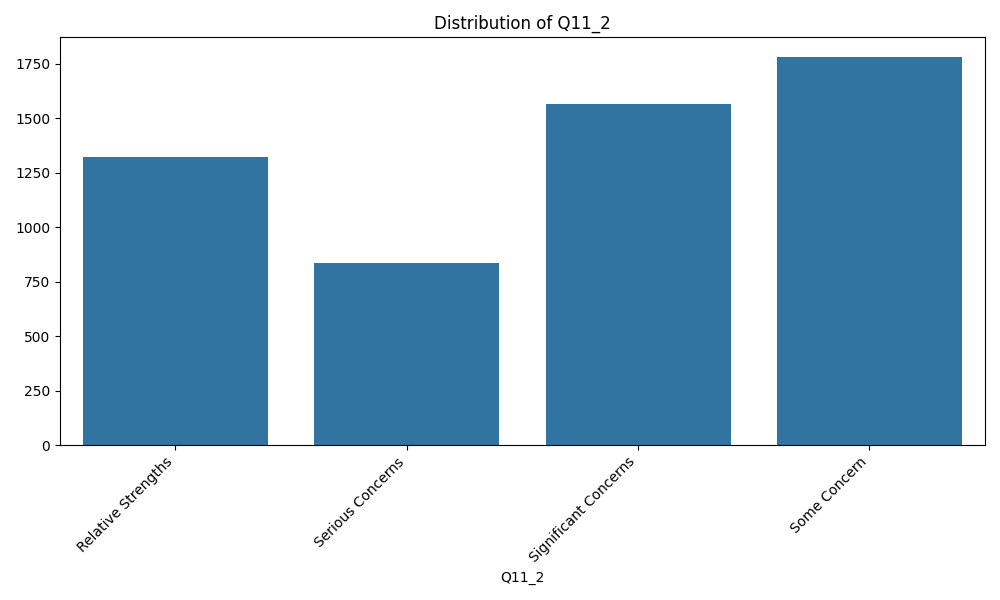 Distribution of Q11_2
1750
1500
1250
1000
750
500
250
0
Relative Strengths
Serious Concerns
Significant Concerns
Some Concern
Q11_2